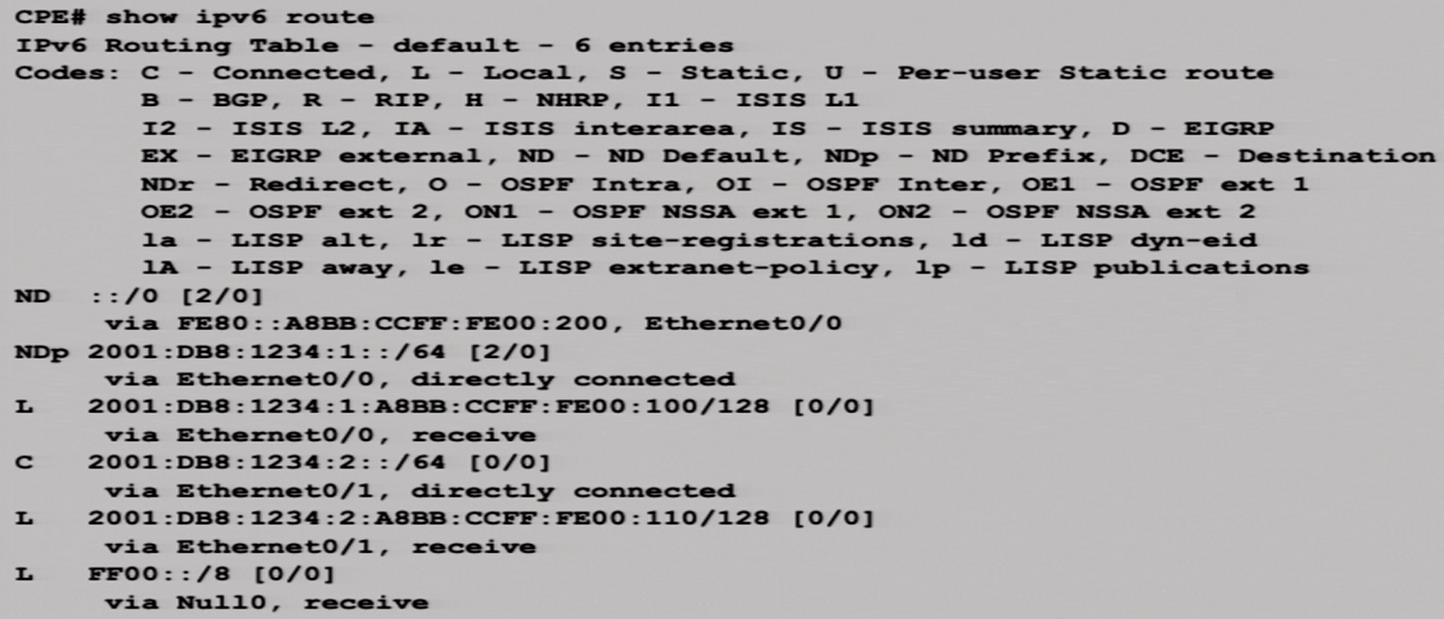 CPE# show ipv6 route
IPv6 Routing Table - default - 6 entries
Codes: C - Connected, L - Local, S - Static, U - Per-user Static route
B - BGP, R - RIP, H - NHRP, I1 - ISIS L1
I2 - ISIS L2, IA - ISIS interarea, IS - ISIS summary, D - EIGRP
EX - EIGRP external, ND - ND Default, NDp - ND Prefix, DCE - Destination
NDr - Redirect, O - OSPF Intra, OI - OSPF Inter, OE1 - OSPF ext 1
OE2 - OSPF ext 2, ON1 - OSPF NSSA ext 1, ON2 - OSPF NSSA ext 2
la - LISP alt, lr - LISP site-registrations, ld - LISP dyn-eid
lA - LISP away, le - LISP extranet-policy, lp - LISP publications
ND ::/0 [2/0]
via FE80::A8BB:CCFF:FE00:200, Ethernet0/0
NDp 2001:DB8:1234:1::/64 [2/0]
via Ethernet0/0, directly connected
L 2001:DB8:1234:1:A8BB:CCFF:FE00:100/128 [0/0]
via Ethernet0/0, receive
C 2001:DB8:1234:2::/64 [0/0]
via Ethernet0/1, directly connected
L 2001:DB8:1234:2:A8BB:CCFF:FE00:110/128 [0/0]
via Ethernet0/1, receive
L FF00::/8 [0/0]
via Null0, receive